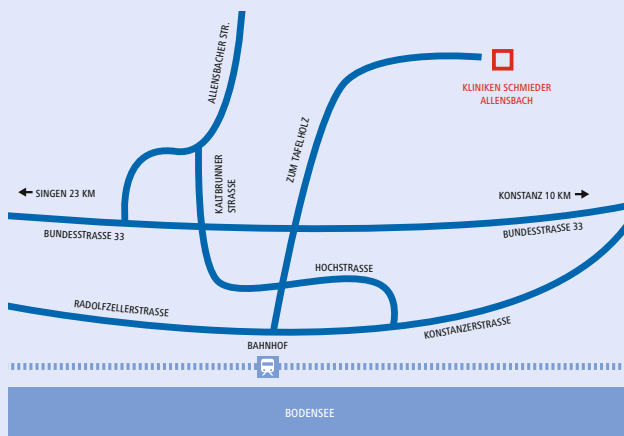 ALLENSBACHER STR.
KLINIKEN SCHMIEDER
ALLENSBACH
ZUM TAFELHOLZ
KALTBRUNNER
STRASSE
SINGEN 23 KM
KONSTANZ 10 KM
BUNDESSTRASSE 33
BUNDESSTRASSE 33
HOCHSTRASSE
RADOLFZELLERSTRASSE
KONSTANZERSTRASSE
BAHNHOF
BODENSEE